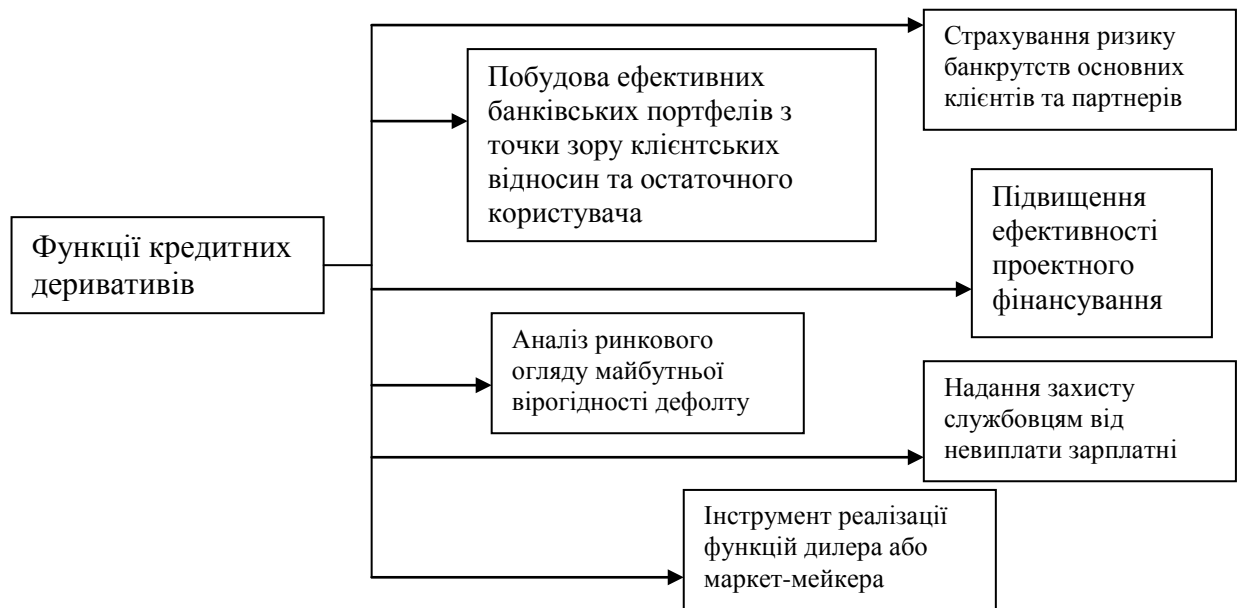 Функції кредитних
деривативів
Страхування ризику
банкрутств основних
клієнтів та партнерів
Побудова ефективних
банківських портфелів з
точки зору клієнтських
відносин та остаточного
користувача
Підвищення
ефективності
проектного
фінансування
Аналіз ринкового
огляду майбутньої
вірогідності дефолту
Надання захисту
службовцям від
невиплати зарплатні
Інструмент реалізації
функцій дилера або
маркет-мейкера